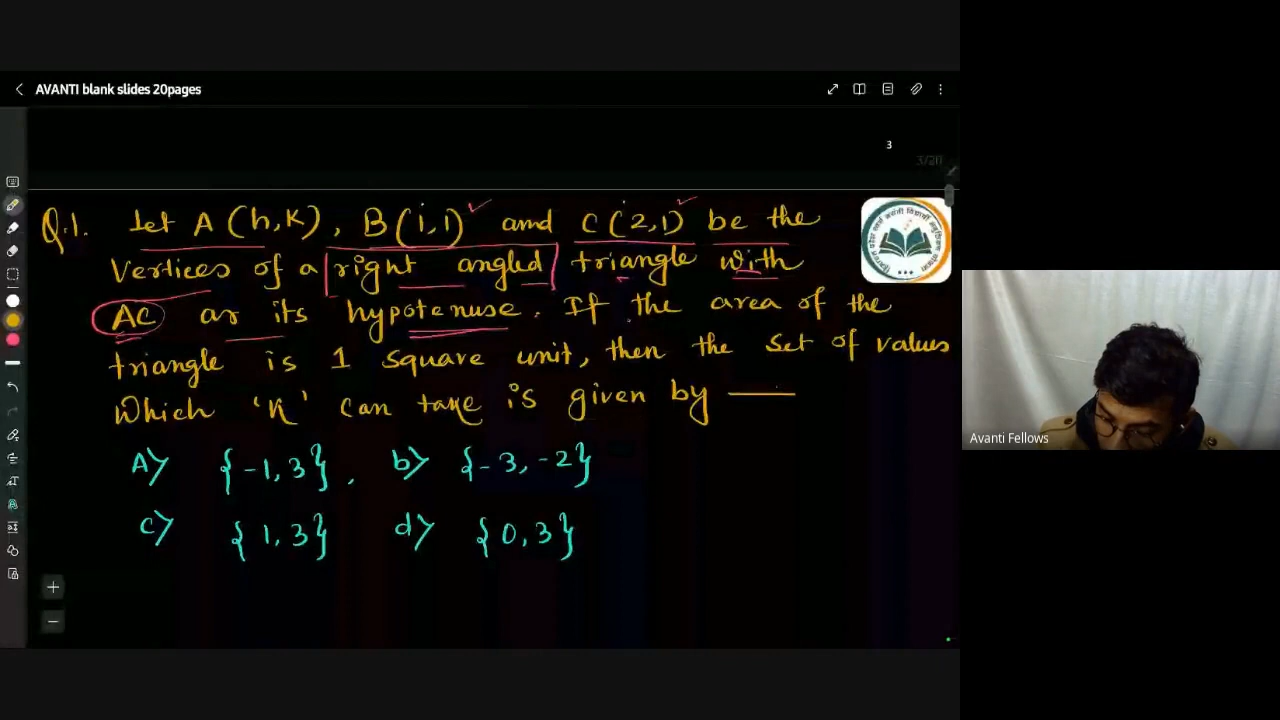 AVANTI blank slides 20pages
3
3/20
Q.1. Let A (h,K), B(1,1) and C(2,1) be the
vertices of a right angled triangle with
AC as its hypotenuse. If the area of the
triangle is 1 square unit, then the set of values
which 'K' can take is given by —
A) {-1,3}, b) {-3,-2}
c) {1,3} d) {0,3}
Avanti Fellows